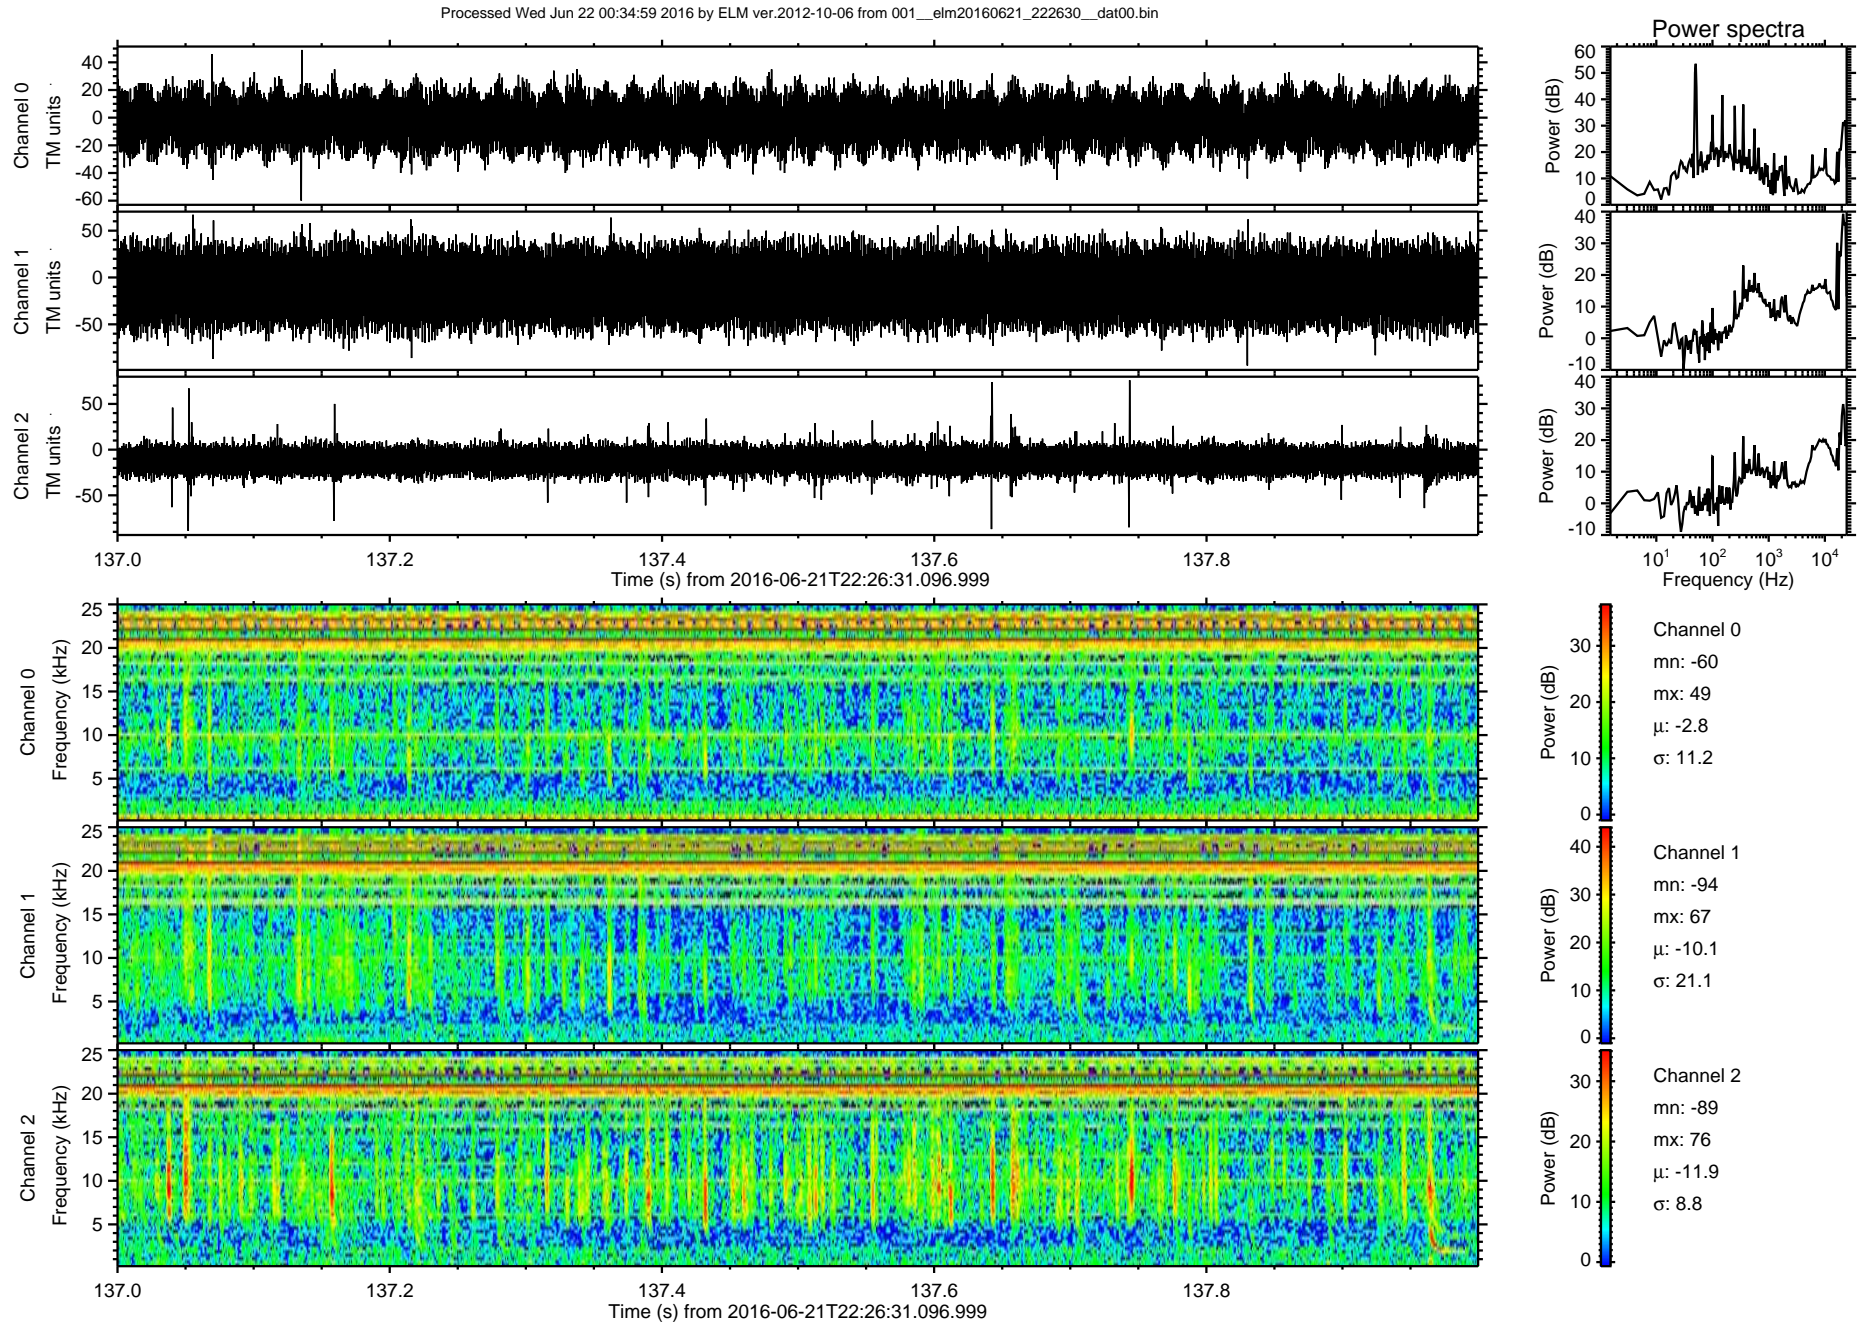 Processed Wed Jun 22 00:34:59 2016 by ELM ver.2012-10-06 from 001__elm20160621_222630__dat00.bin
Power spectra
Channel 0
TM units
40
20
0
-20
-40
-60
Power (dB)
60
50
40
30
20
10
0
Channel 1
TM units
50
0
-50
Power (dB)
40
30
20
10
0
-10
Channel 2
TM units
50
0
-50
Power (dB)
40
30
20
10
0
-10
137.0 137.2 137.4 137.6 137.8
Time (s) from 2016-06-21T22:26:31.096.999
10^1 10^2 10^3 10^4
Frequency (Hz)
Channel 0
Frequency (kHz)
25
20
15
10
5
Power (dB)
30
20
10
0
Channel 0
mn: -60
mx: 49
µ: -2.8
σ: 11.2
Channel 1
Frequency (kHz)
25
20
15
10
5
Power (dB)
40
30
20
10
0
Channel 1
mn: -94
mx: 67
µ: -10.1
σ: 21.1
Channel 2
Frequency (kHz)
25
20
15
10
5
Power (dB)
30
20
10
0
Channel 2
mn: -89
mx: 76
µ: -11.9
σ: 8.8
137.0 137.2 137.4 137.6 137.8
Time (s) from 2016-06-21T22:26:31.096.999